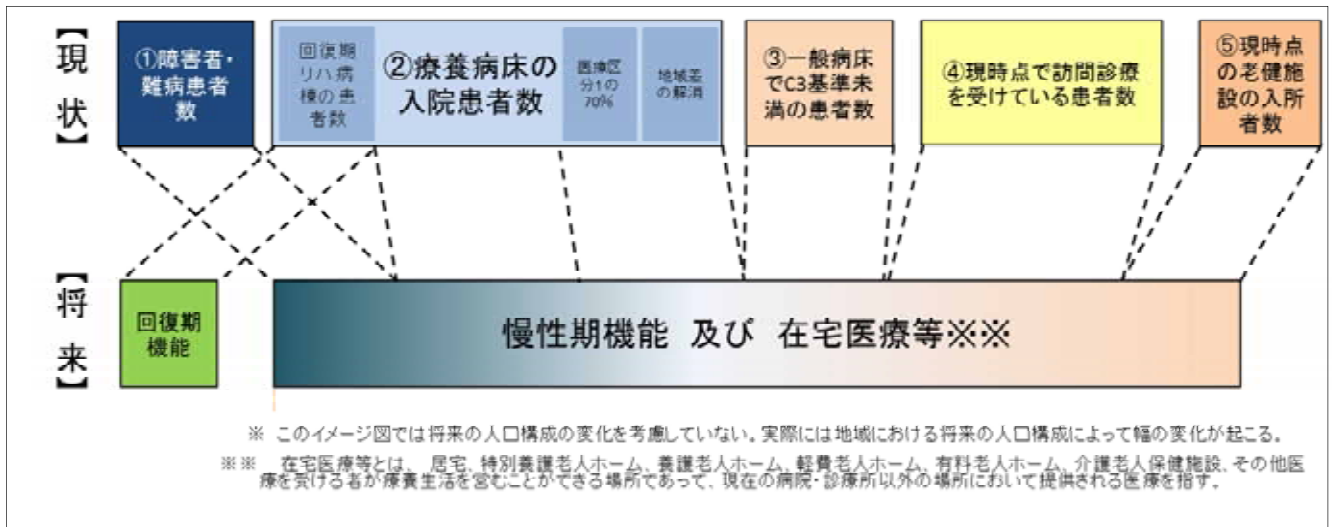 【現状】
①障害者・
難病患者
数
回復期
リハ病
棟の患
者数
②療養病床の
入院患者数
医療区
分1の
70%
地域差
の解消
③一般病床
でC3基準未
満の患者数
④現時点で訪問診療
を受けている患者数
⑤現時点
の老健施
設の入所
者数
【将来】
回復期
機能
慢性期機能 及び 在宅医療等※※
※ このイメージ図では将来の人口構成の変化を考慮していない。実際には地域における将来の人口構成によって幅の変化が起こる。
※※ 在宅医療等とは、居宅、特別養護老人ホーム、養護老人ホーム、軽費老人ホーム、有料老人ホーム、介護老人保健施設、その他医
療を受ける者が療養生活を営むことができる場所であって、現在の病院・診療所以外の場所において提供される医療を指す。